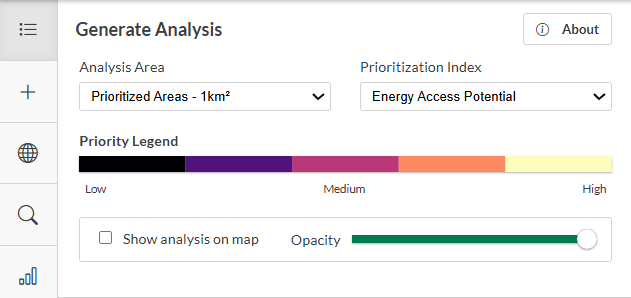 Generate Analysis
About
Analysis Area
Prioritization Index
Prioritized Areas - 1km²
Energy Access Potential
Priority Legend
Low
Medium
High
Show analysis on map
Opacity